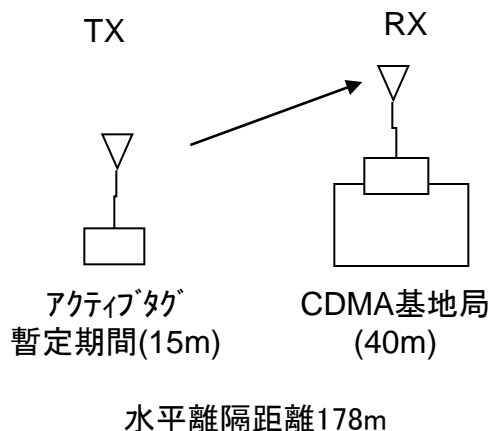 TX
RX
アクティブタグ
暫定期間(15m)
CDMA基地局
(40m)
水平離隔距離178m